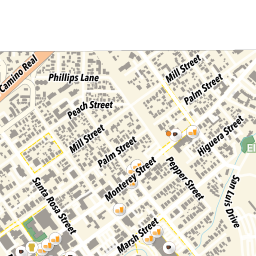 Camino Real
Phillips Lane
Mill Street
Palm Street
Peach Street
Mill Street
Higuera Street
Palm Street
El
Monterey Street
Pepper Street
Santa Rosa Street
San Luis Drive
Marsh Street